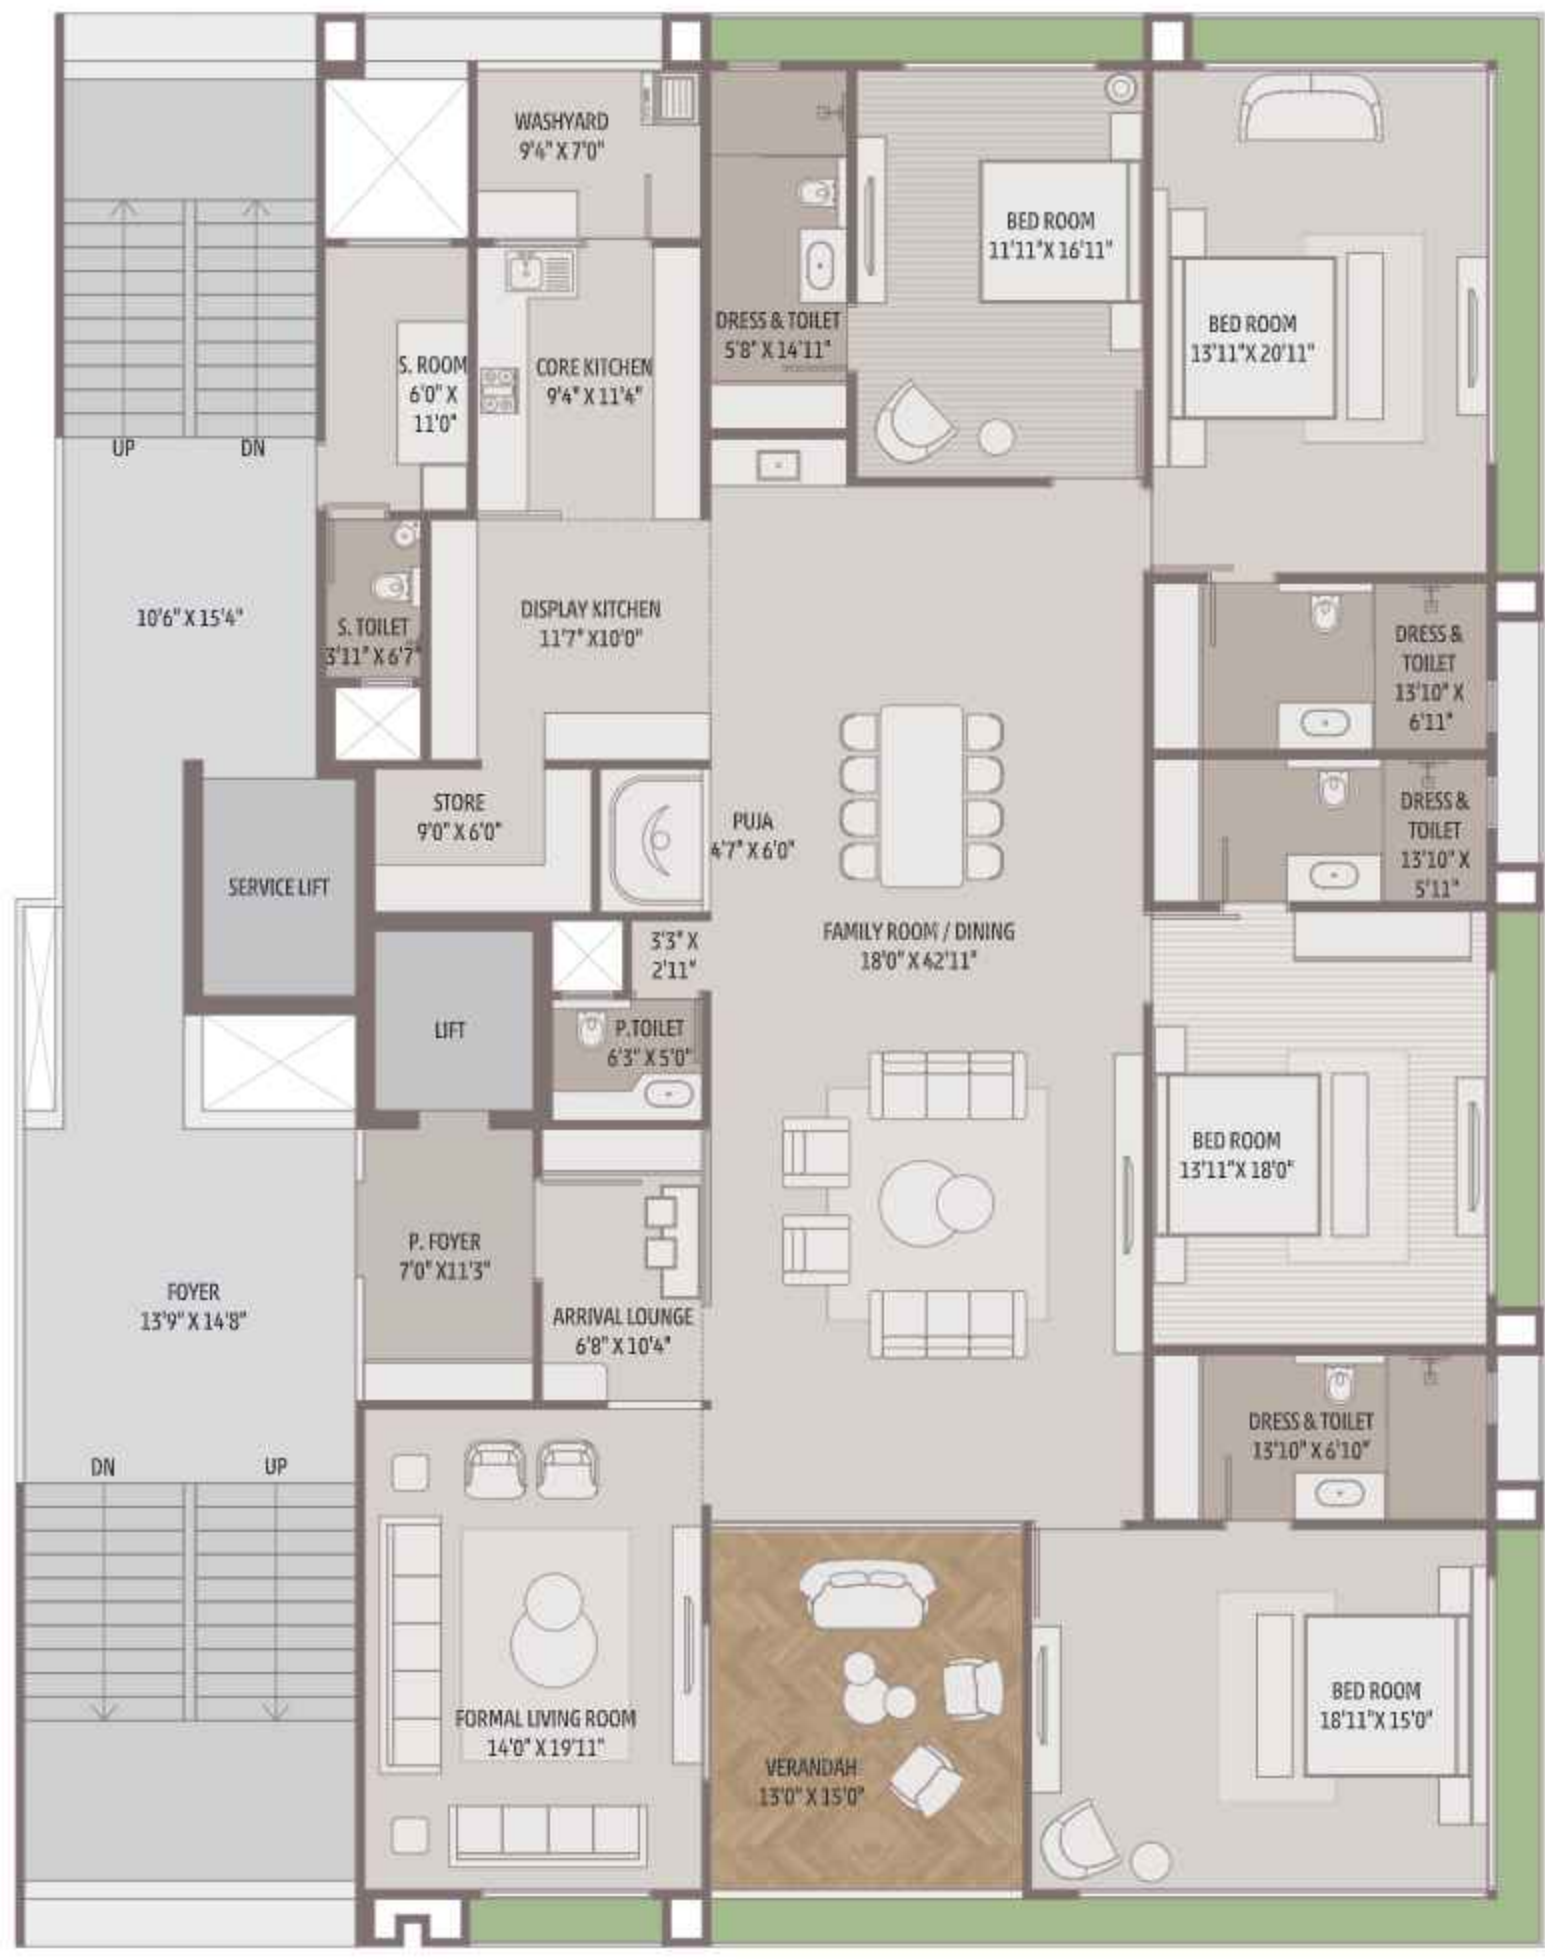 WASHYARD
9'4" X 7'0"
BED ROOM
11'11"X 16'11"
BED ROOM
13'11"X 20'11"
DRESS & TOILET
5'8" X 14'11"
S. ROOM
6'0" X
11'0"
CORE KITCHEN
9'4" X 11'4"
UP
DN
10'6" X 15'4"
S. TOILET
3'11" X 6'7"
DISPLAY KITCHEN
11'7" X10'0"
DRESS &
TOILET
13'10" X
6'11"
STORE
9'0" X 6'0"
PUJA
4'7" X 6'0"
DRESS &
TOILET
13'10" X
5'11"
SERVICE LIFT
FAMILY ROOM / DINING
18'0" X 42'11"
3'3" X
2'11"
LIFT
P.TOILET
6'3" X 5'0"
BED ROOM
13'11"X 18'0"
P. FOYER
7'0" X11'3"
FOYER
13'9" X 14'8"
ARRIVAL LOUNGE
6'8" X 10'4"
DRESS & TOILET
13'10" X 6'10"
DN
UP
FORMAL LIVING ROOM
14'0" X 19'11"
VERANDAH
13'0" X 15'0"
BED ROOM
18'11"X 15'0"